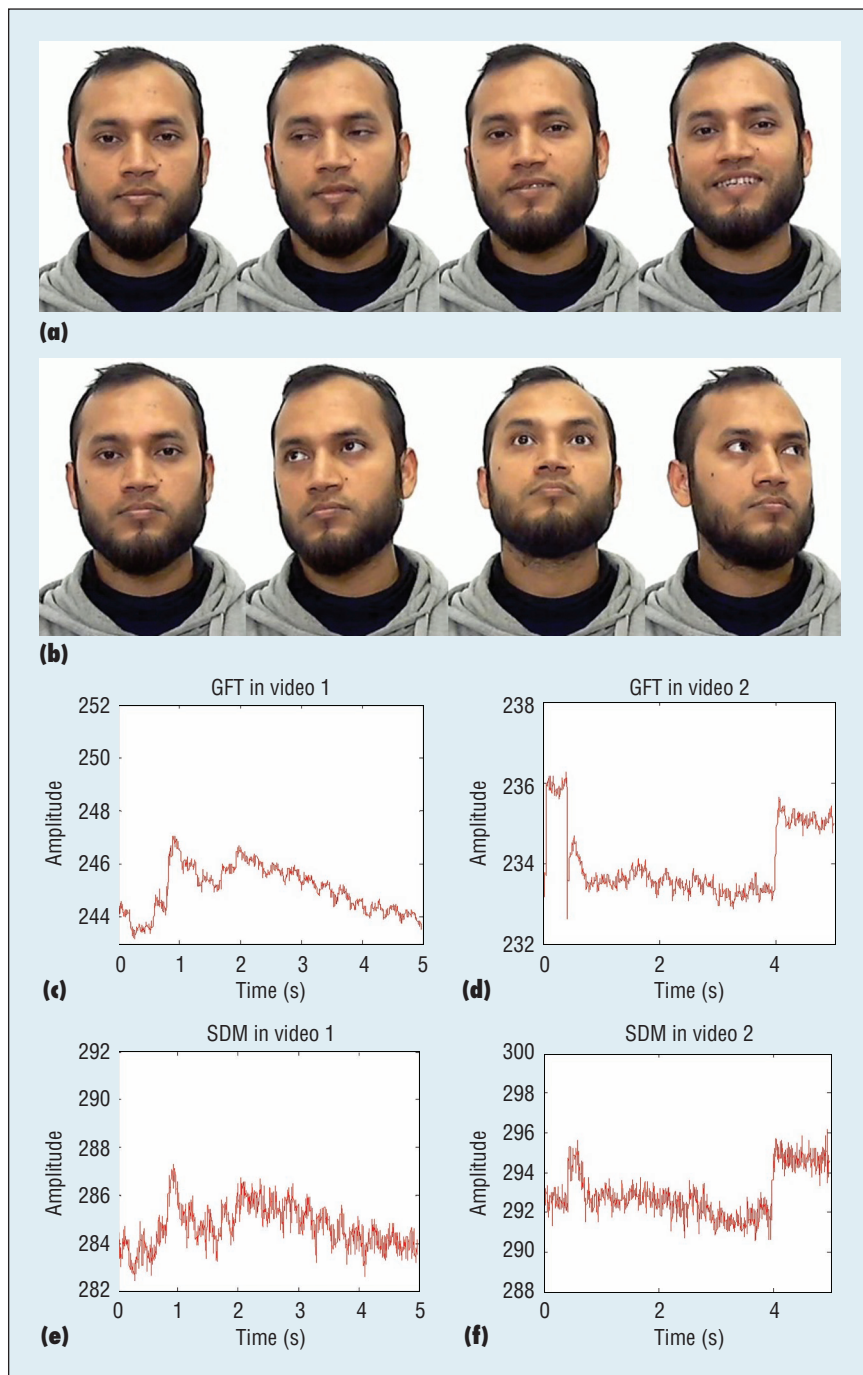 (a)
(b)
GFT in video 1
252
250
248
246
244
Amplitude
0 1 2 3 4 5
Time (s)
(c)
GFT in video 2
238
236
234
233
232
Amplitude
0 2 4
Time (s)
(d)
SDM in video 1
292
290
288
286
284
282
Amplitude
0 1 2 3 4 5
Time (s)
(e)
SDM in video 2
300
298
296
295
294
292
290
288
Amplitude
0 2 4
Time (s)
(f)